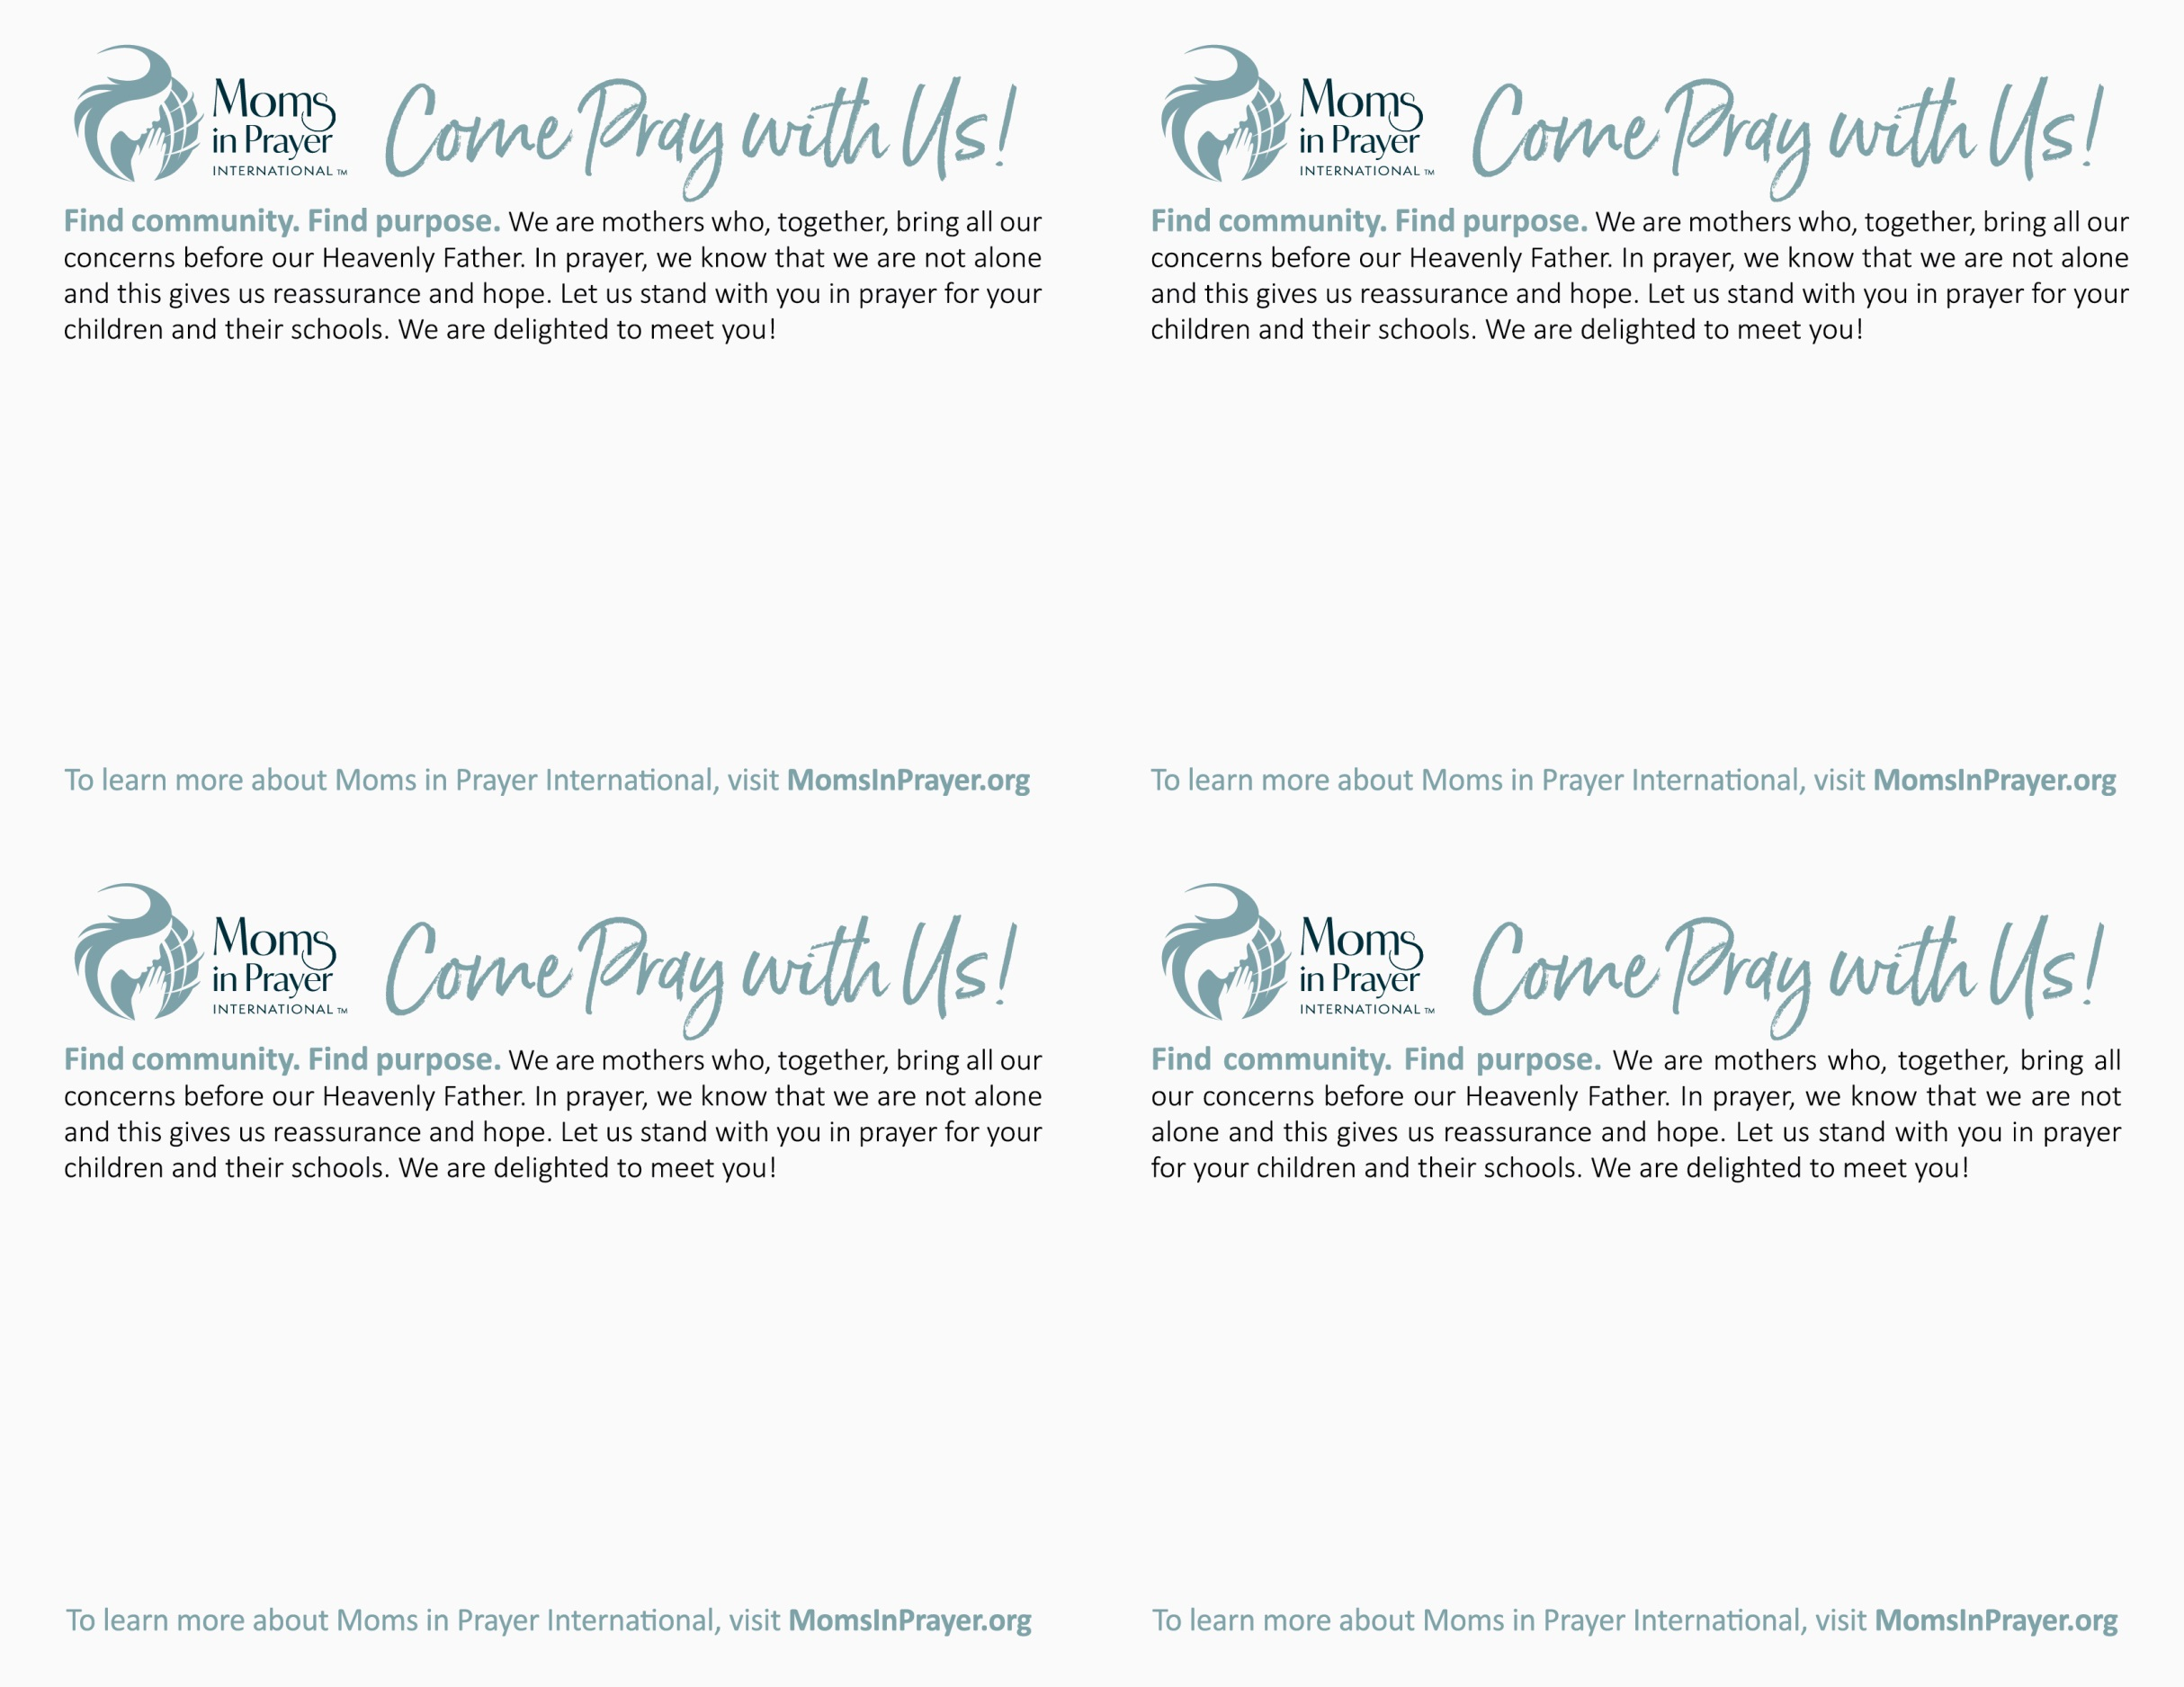 Moms
in Prayer
INTERNATIONAL™
Come Pray with Us!
Find community. Find purpose. We are mothers who, together, bring all our
concerns before our Heavenly Father. In prayer, we know that we are not alone
and this gives us reassurance and hope. Let us stand with you in prayer for your
children and their schools. We are delighted to meet you!
To learn more about Moms in Prayer International, visit MomsInPrayer.org
Moms
in Prayer
INTERNATIONAL™
Come Pray with Us!
Find community. Find purpose. We are mothers who, together, bring all our
concerns before our Heavenly Father. In prayer, we know that we are not alone
and this gives us reassurance and hope. Let us stand with you in prayer for your
children and their schools. We are delighted to meet you!
To learn more about Moms in Prayer International, visit MomsInPrayer.org
Moms
in Prayer
INTERNATIONAL™
Come Pray with Us!
Find community. Find purpose. We are mothers who, together, bring all our
concerns before our Heavenly Father. In prayer, we know that we are not alone
and this gives us reassurance and hope. Let us stand with you in prayer for your
children and their schools. We are delighted to meet you!
To learn more about Moms in Prayer International, visit MomsInPrayer.org
Moms
in Prayer
INTERNATIONAL™
Come Pray with Us!
Find community. Find purpose. We are mothers who, together, bring all
our concerns before our Heavenly Father. In prayer, we know that we are not
alone and this gives us reassurance and hope. Let us stand with you in prayer
for your children and their schools. We are delighted to meet you!
To learn more about Moms in Prayer International, visit MomsInPrayer.org